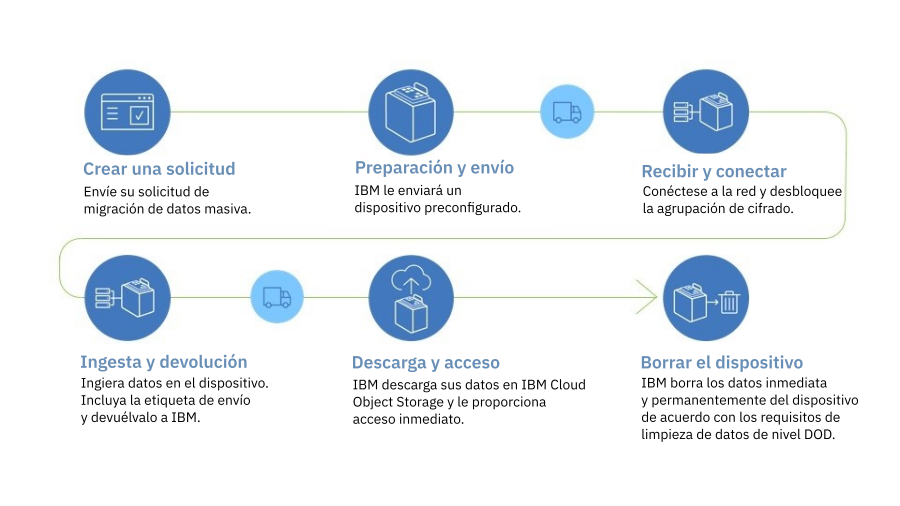 Crear una solicitud
Envíe su solicitud de
migración de datos masiva.
Preparación y envío
IBM le enviará un
dispositivo preconfigurado.
Recibir y conectar
Conéctese a la red y desbloquee
la agrupación de cifrado.
Ingesta y devolución
Ingiera datos en el dispositivo.
Incluya la etiqueta de envío
y devuélvalo a IBM.
Descarga y acceso
IBM descarga sus datos en IBM Cloud
Object Storage y le proporciona
acceso inmediato.
Borrar el dispositivo
IBM borra los datos inmediata
y permanentemente del dispositivo
de acuerdo con los requisitos de
limpieza de datos de nivel DOD.